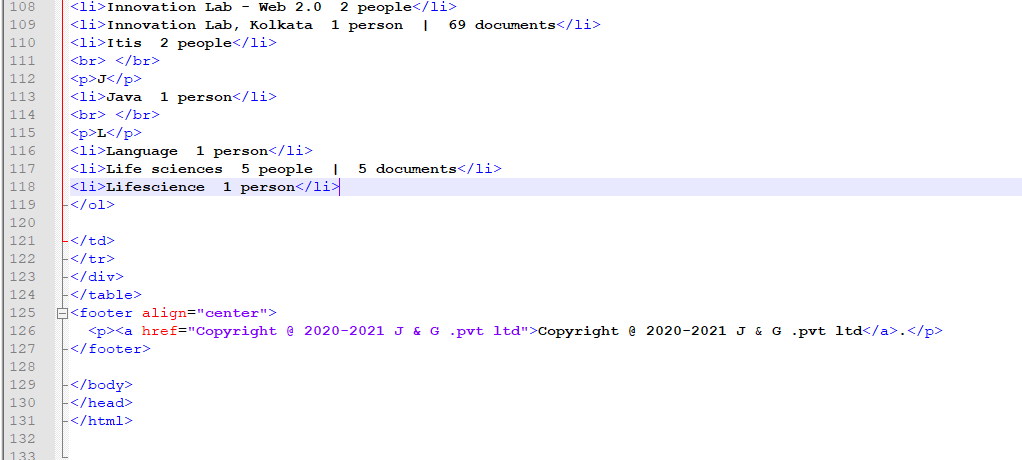 108 <li>Innovation Lab - Web 2.0  2 people</li>
109 <li>Innovation Lab, Kolkata  1 person  |  69 documents</li>
110 <li>Itis  2 people</li>
111 <br> </br>
112 <p>J</p>
113 <li>Java  1 person</li>
114 <br> </br>
115 <p>L</p>
116 <li>Language  1 person</li>
117 <li>Life sciences  5 people  |  5 documents</li>
118 <li>Lifescience  1 person</li>
119 </ol>
120
121 </td>
122 </tr>
123 </div>
124 </table>
125 <footer align="center">
126   <p><a href="Copyright @ 2020-2021 J & G .pvt ltd">Copyright @ 2020-2021 J & G .pvt ltd</a>.</p>
127 </footer>
128
129 </body>
130 </head>
131 </html>
132
133